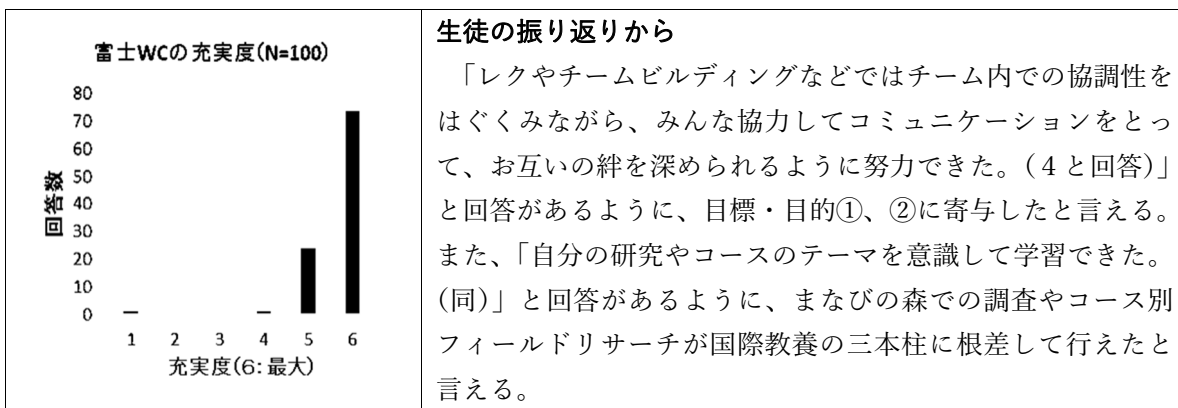 富士WCの充実度(N=100)
80
70
60
50
40
30
20
10
0
回答数
1 2 3 4 5 6
充実度(6:最大)
生徒の振り返りから
「レクやチームビルディングなどではチーム内での協調性を
はぐくみながら、みんな協力してコミュニケーションをとっ
て、お互いの絆を深められるように努力できた。(4と回答)」
と回答があるように、目標・目的①、②に寄与したと言える。
また、「自分の研究やコースのテーマを意識して学習できた。
(同)」と回答があるように、まなびの森での調査やコース別
フィールドリサーチが国際教養の三本柱に根差して行えたと
言える。